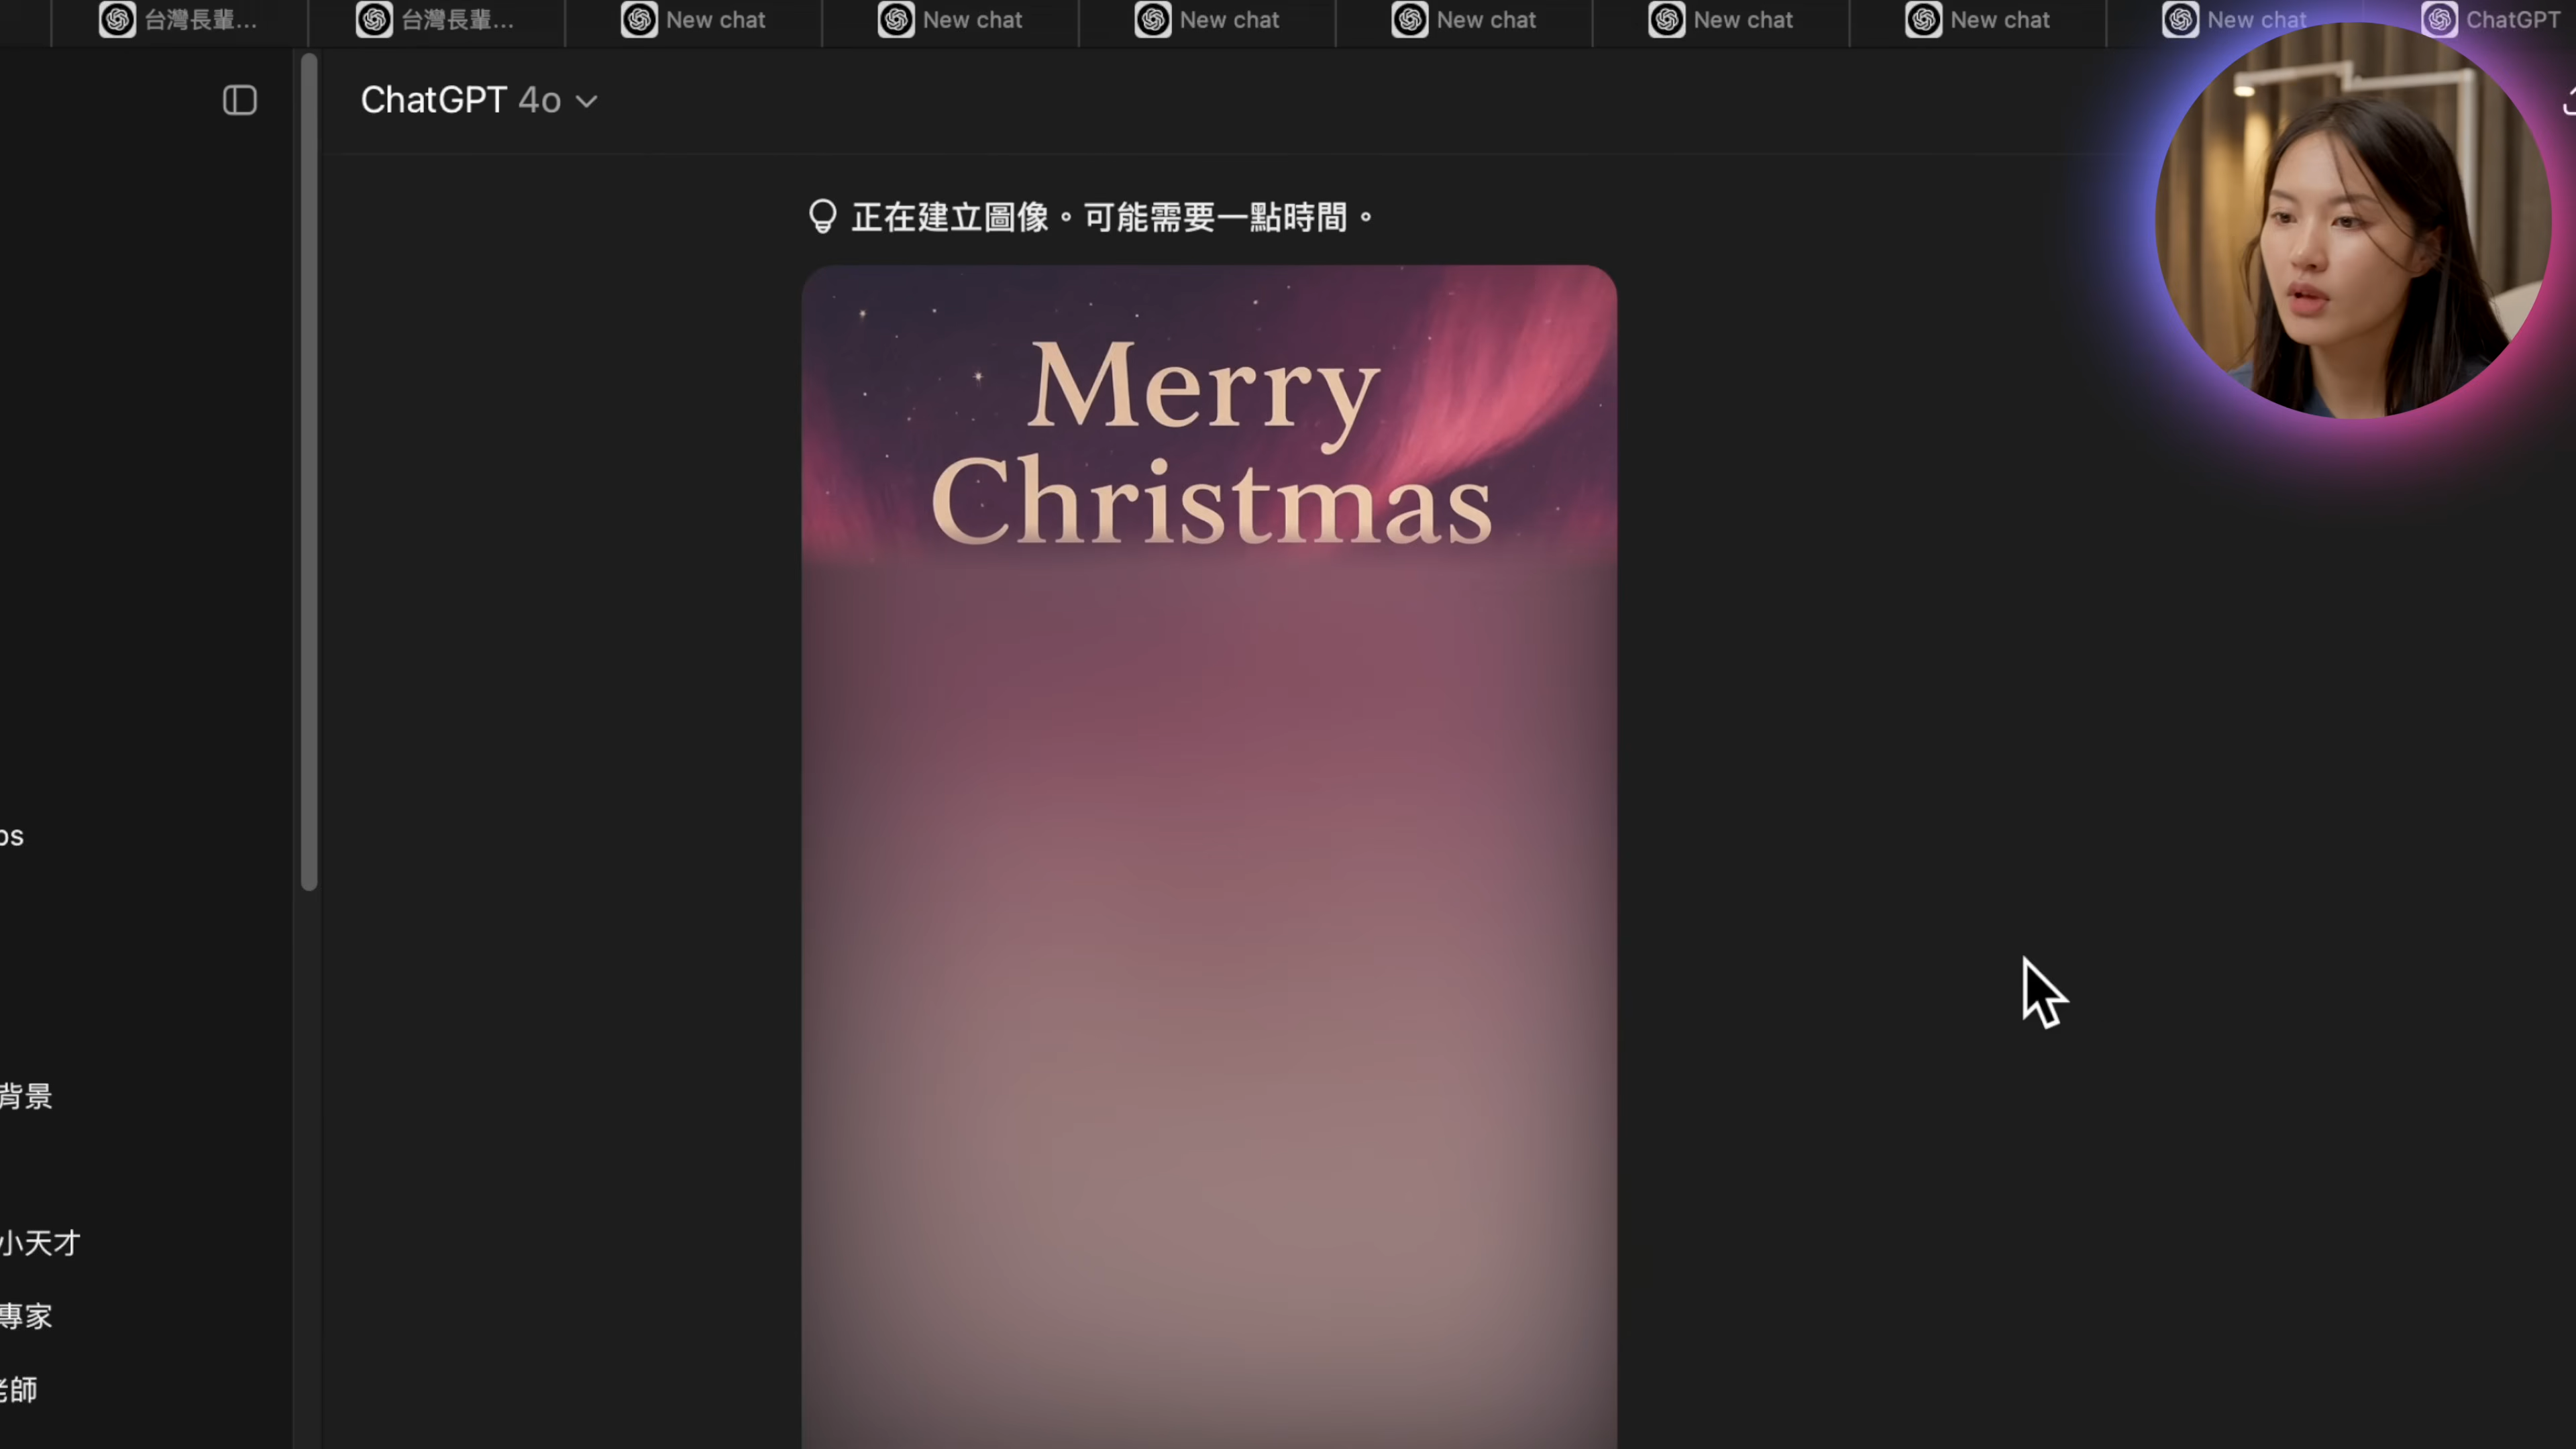 台灣長輩...
台灣長輩...
New chat
New chat
New chat
New chat
New chat
New chat
New chat
ChatGPT
ChatGPT 4o
正在建立圖像。可能需要一點時間。
Merry
Christmas
背景
小天才
專家
老師